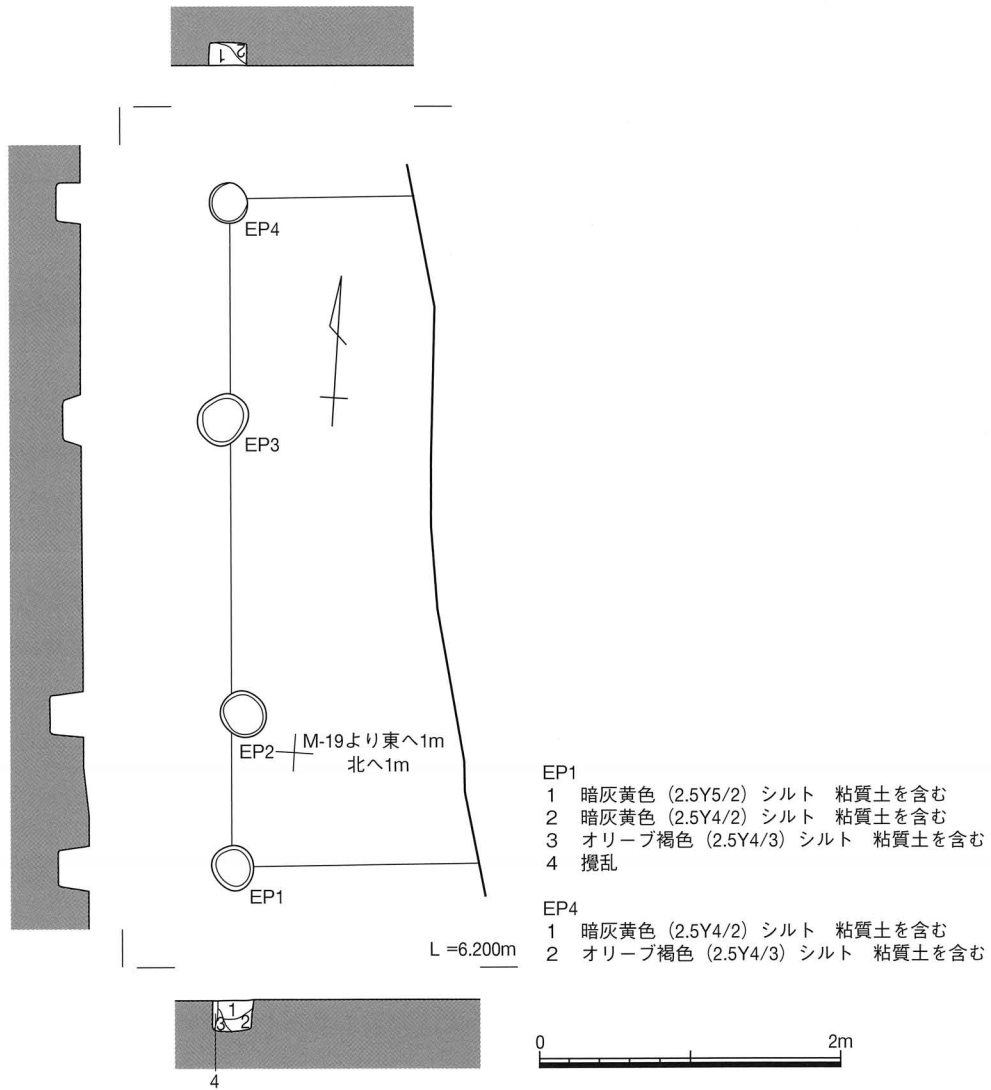 1 2
EP4
EP3
EP2
M-19より東へ1m
北へ1m
EP1
L =6.200m
1
3 2
4
EP1
1 暗灰黄色（2.5Y5/2）シルト 粘質土を含む
2 暗灰黄色（2.5Y4/2）シルト 粘質土を含む
3 オリーブ褐色（2.5Y4/3）シルト 粘質土を含む
4 攪乱
EP4
1 暗灰黄色（2.5Y4/2）シルト 粘質土を含む
2 オリーブ褐色（2.5Y4/3）シルト 粘質土を含む
0 2m